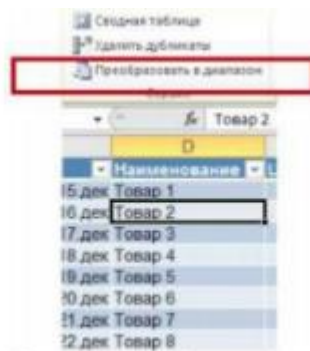 Сводная таблица
Удалить дубликаты
Преобразовать в диапазон
fx Товар 2
D
Наименование
15.дек Товар 1
16.дек Товар 2
17.дек Товар 3
18.дек Товар 4
19.дек Товар 5
20.дек Товар 6
21.дек Товар 7
22.дек Товар 8